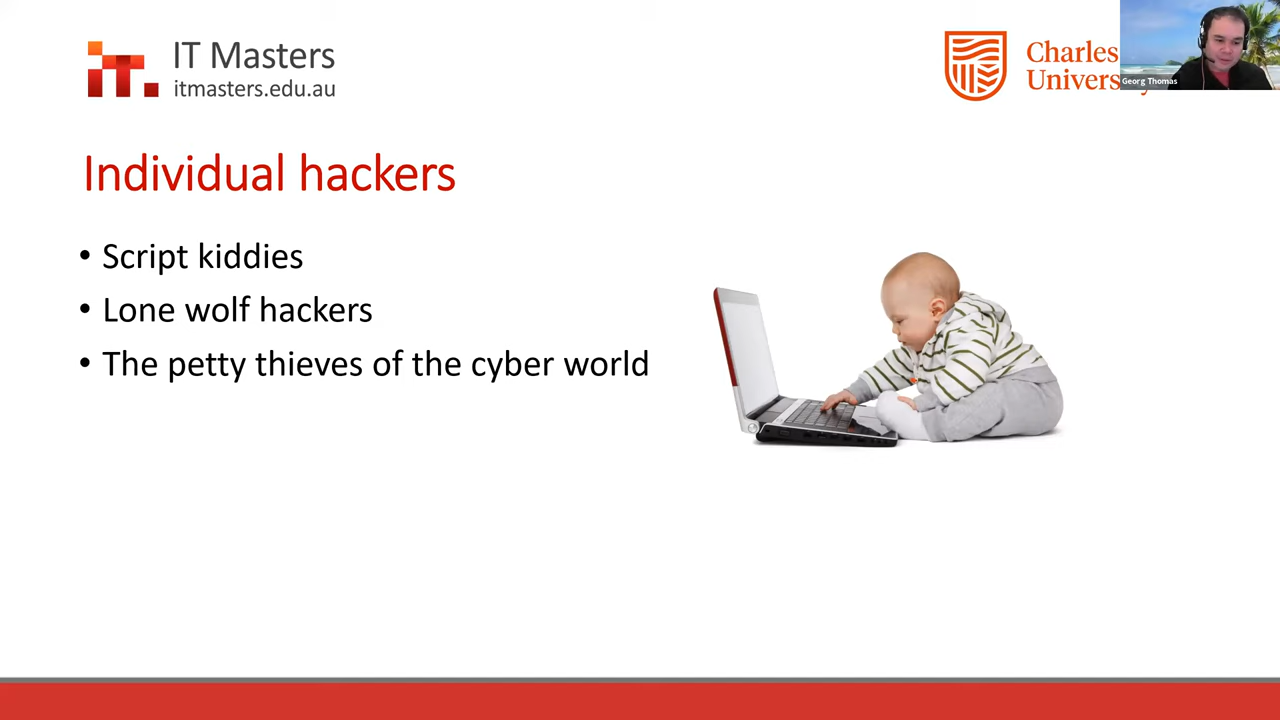 IT Masters
itmasters.edu.au
Charles
Univers
Georg Thomas
Individual hackers
• Script kiddies
• Lone wolf hackers
• The petty thieves of the cyber world